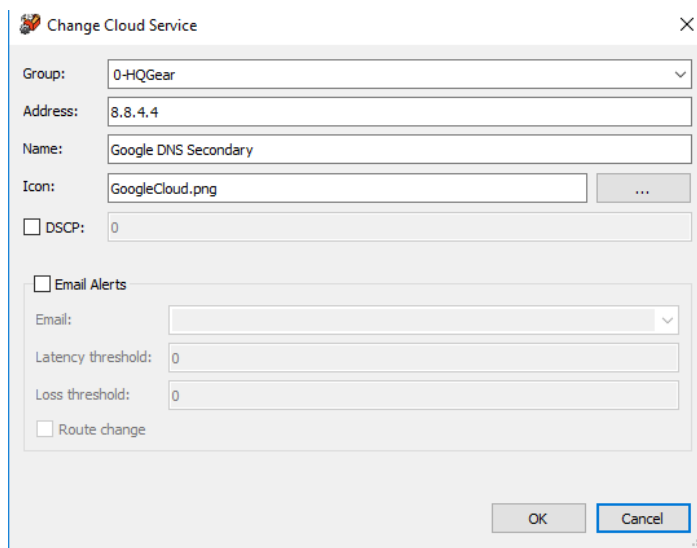 Change Cloud Service
Group: 0-HQGear
Address: 8.8.4.4
Name: Google DNS Secondary
Icon: GoogleCloud.png ...
DSCP: 0
Email Alerts
Email:
Latency threshold: 0
Loss threshold: 0
Route change
OK Cancel